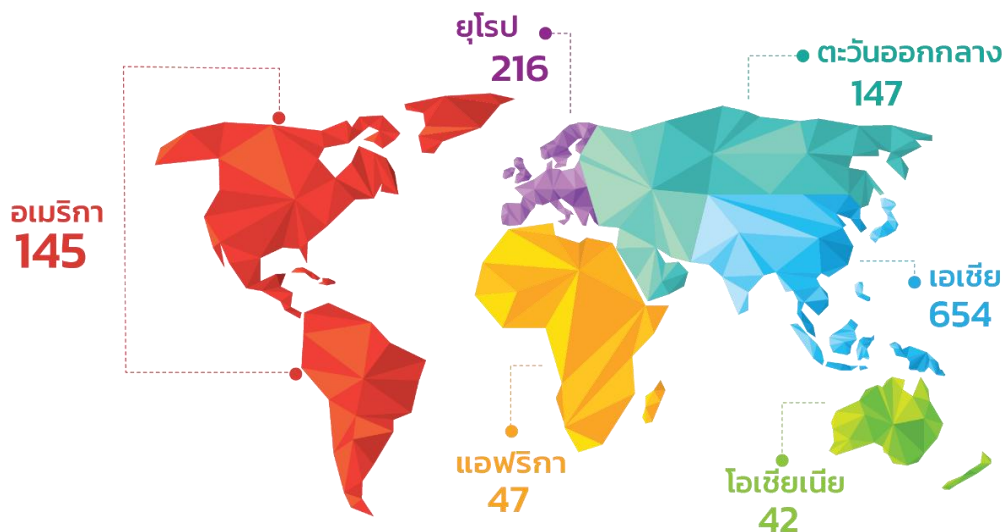 ยุโรป
216
ตะวันออกกลาง
147
อเมริกา
145
เอเชีย
654
แอฟริกา
47
โอเชียเนีย
42